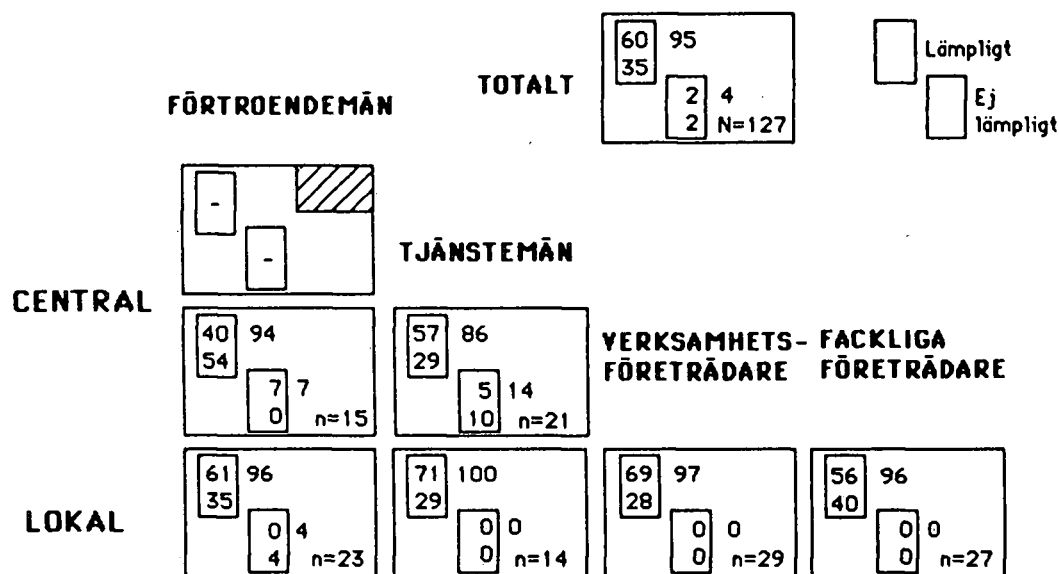 60 95
35
2 4
2 N=127
Lämpligt
Ej
lämpligt
TOTALT
FÖRTROENDEMÄN
-
-
TJÄNSTEMÄN
CENTRAL
40 94
54
7 7
0 n=15
57 86
29
5 14
10 n=21
VERKSAMHETS-
FÖRETRÄDARE
FACKLIGA
FÖRETRÄDARE
LOKAL
61 96
35
0 4
4 n=23
71 100
29
0 0
0 n=14
69 97
28
0 0
0 n=29
56 96
40
0 0
0 n=27